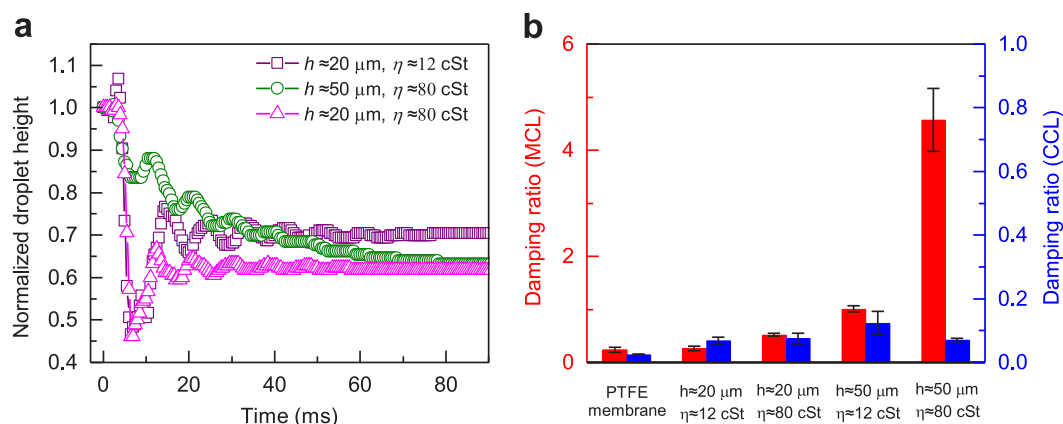 a
Normalized droplet height
1.1
1.0
0.9
0.8
0.7
0.6
0.5
0.4
h≈20 μm, η≈12 cSt
h≈50 μm, η≈80 cSt
h≈20 μm, η≈80 cSt
0 20 40 60 80
Time (ms)
b
Damping ratio (MCL)
6
4
2
0
1.0
0.8
0.6
0.4
0.2
0.0
Damping ratio (CCL)
PTFE
membrane
h≈20 μm
η≈12 cSt
h≈20 μm
η≈80 cSt
h≈50 μm
η≈12 cSt
h≈50 μm
η≈80 cSt